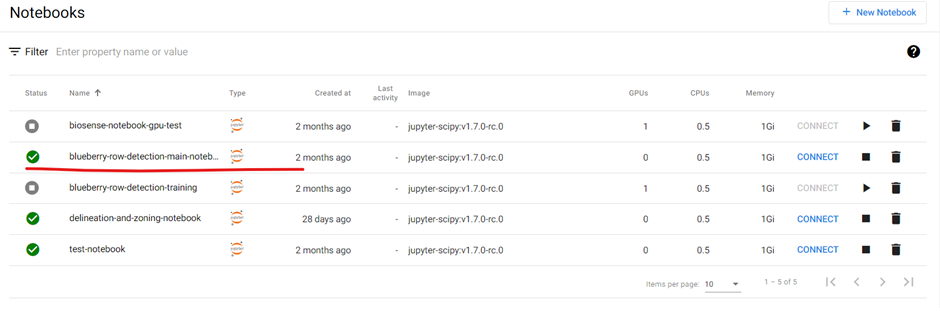 Notebooks
+ New Notebook
Filter Enter property name or value
Status Name Type Created at Last activity Image GPUs CPUs Memory
biosense-notebook-gpu-test jupyter 2 months ago - jupyter-scipy:v1.7.0-rc.0 1 0.5 1Gi CONNECT
blueberry-row-detection-main-noteb... jupyter 2 months ago - jupyter-scipy:v1.7.0-rc.0 0 0.5 1Gi CONNECT
blueberry-row-detection-training jupyter 2 months ago - jupyter-scipy:v1.7.0-rc.0 1 0.5 1Gi CONNECT
delineation-and-zoning-notebook jupyter 28 days ago - jupyter-scipy:v1.7.0-rc.0 0 0.5 1Gi CONNECT
test-notebook jupyter 2 months ago - jupyter-scipy:v1.7.0-rc.0 0 0.5 1Gi CONNECT
Items per page: 10 1 – 5 of 5